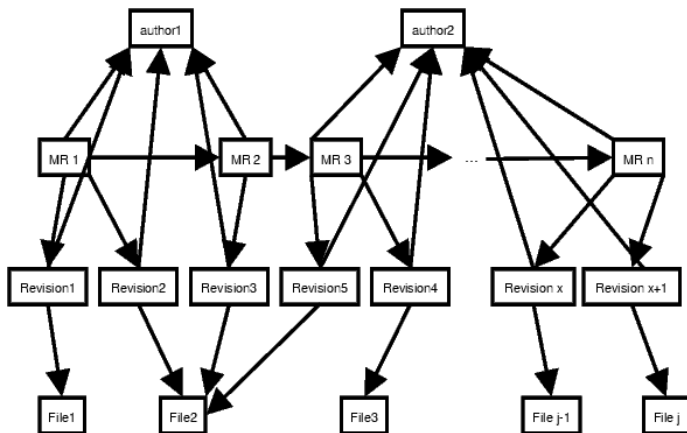 author1
author2
MR 1
MR 2
MR 3
...
MR n
Revision1
Revision2
Revision3
Revision5
Revision4
Revision x
Revision x+1
File1
File2
File3
File j-1
File j